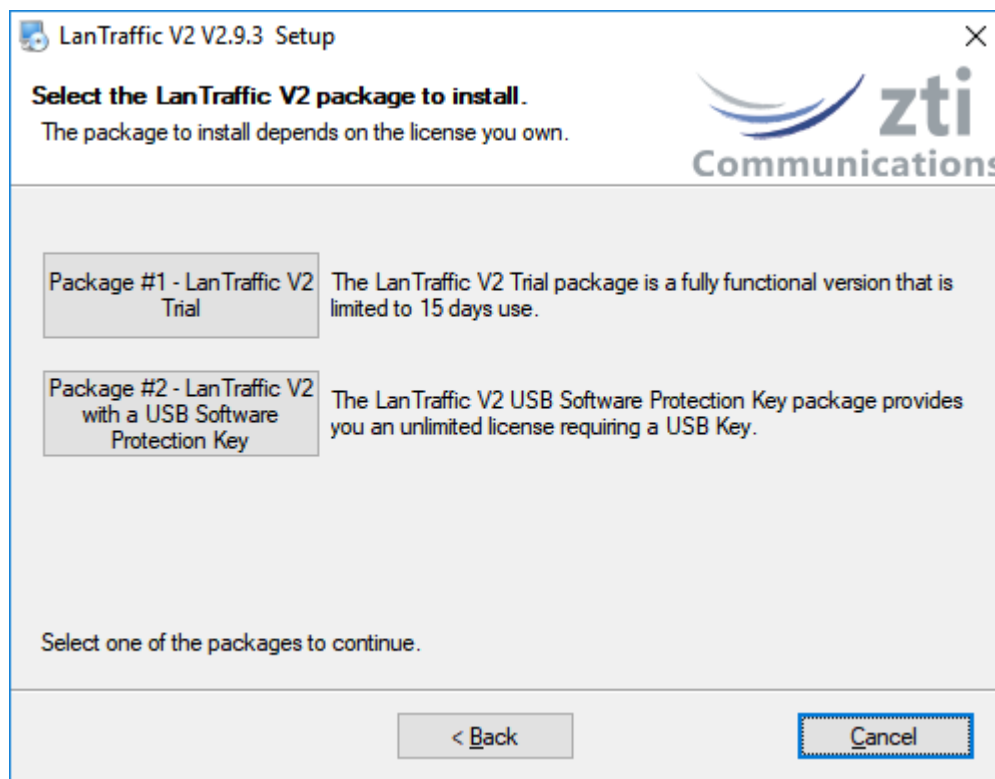 LanTraffic V2 V2.9.3 Setup
Select the LanTraffic V2 package to install.
The package to install depends on the license you own.
zti
Communications
Package #1 - LanTraffic V2
Trial
The LanTraffic V2 Trial package is a fully functional version that is
limited to 15 days use.
Package #2 - LanTraffic V2
with a USB Software
Protection Key
The LanTraffic V2 USB Software Protection Key package provides
you an unlimited license requiring a USB Key.
Select one of the packages to continue.
< Back
Cancel